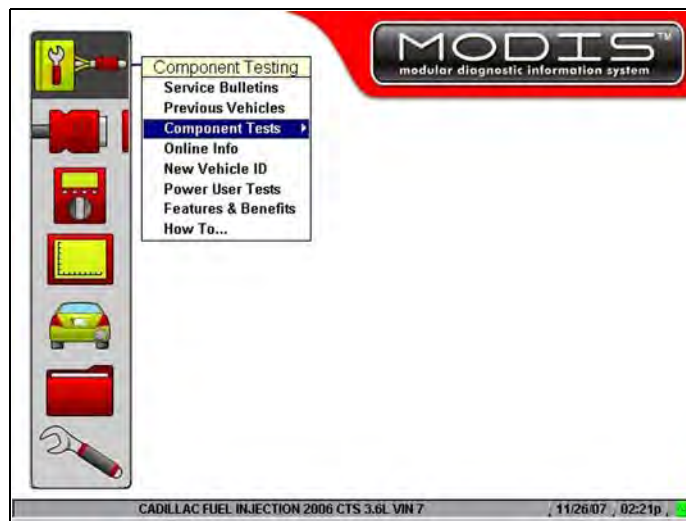 MODIS™
modular diagnostic information system
Component Testing
Service Bulletins
Previous Vehicles
Component Tests
Online Info
New Vehicle ID
Power User Tests
Features & Benefits
How To...
CADILLAC FUEL INJECTION 2006 CTS 3.6L VIN 7
11/26/07 02:21p